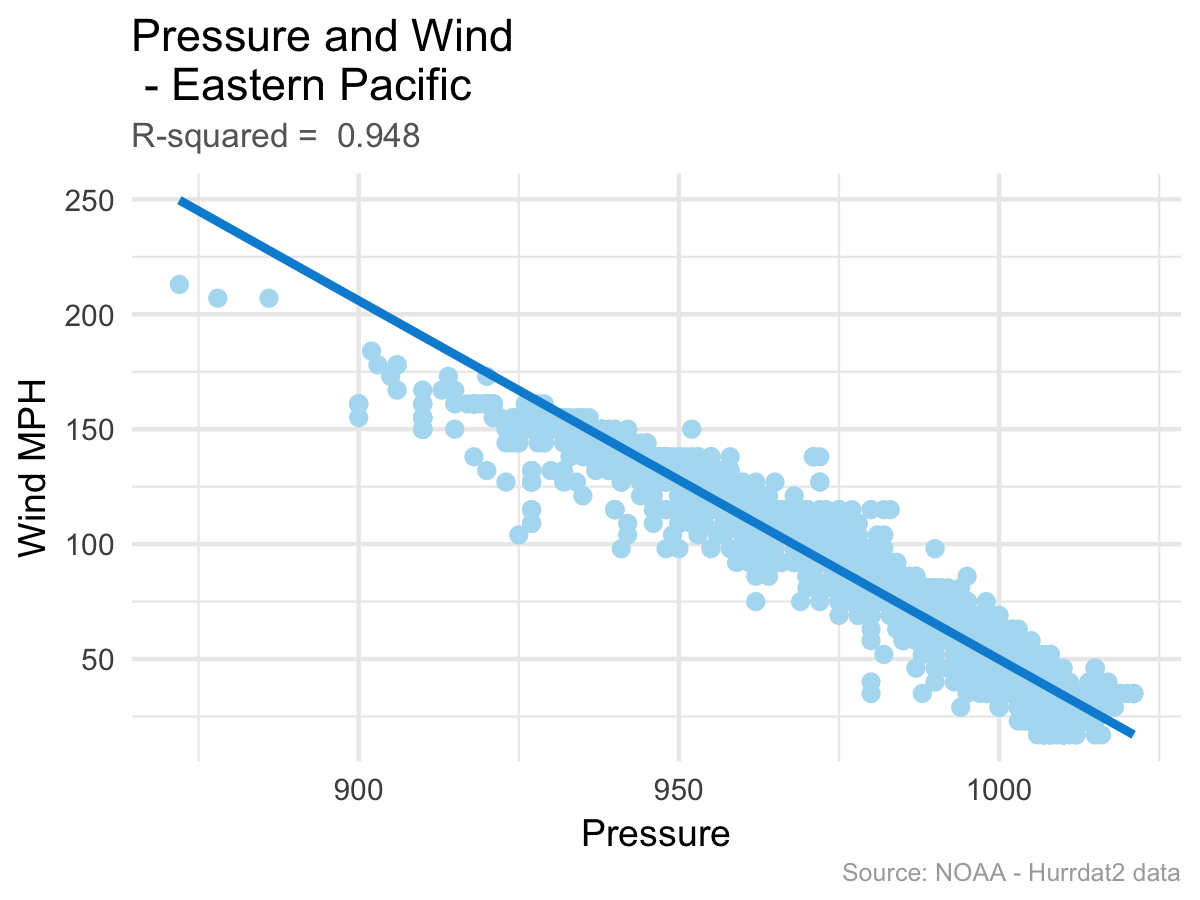 Pressure and Wind
- Eastern Pacific
R-squared = 0.948
250
200
150
100
50
Wind MPH
900 950 1000
Pressure
Source: NOAA - Hurrdat2 data